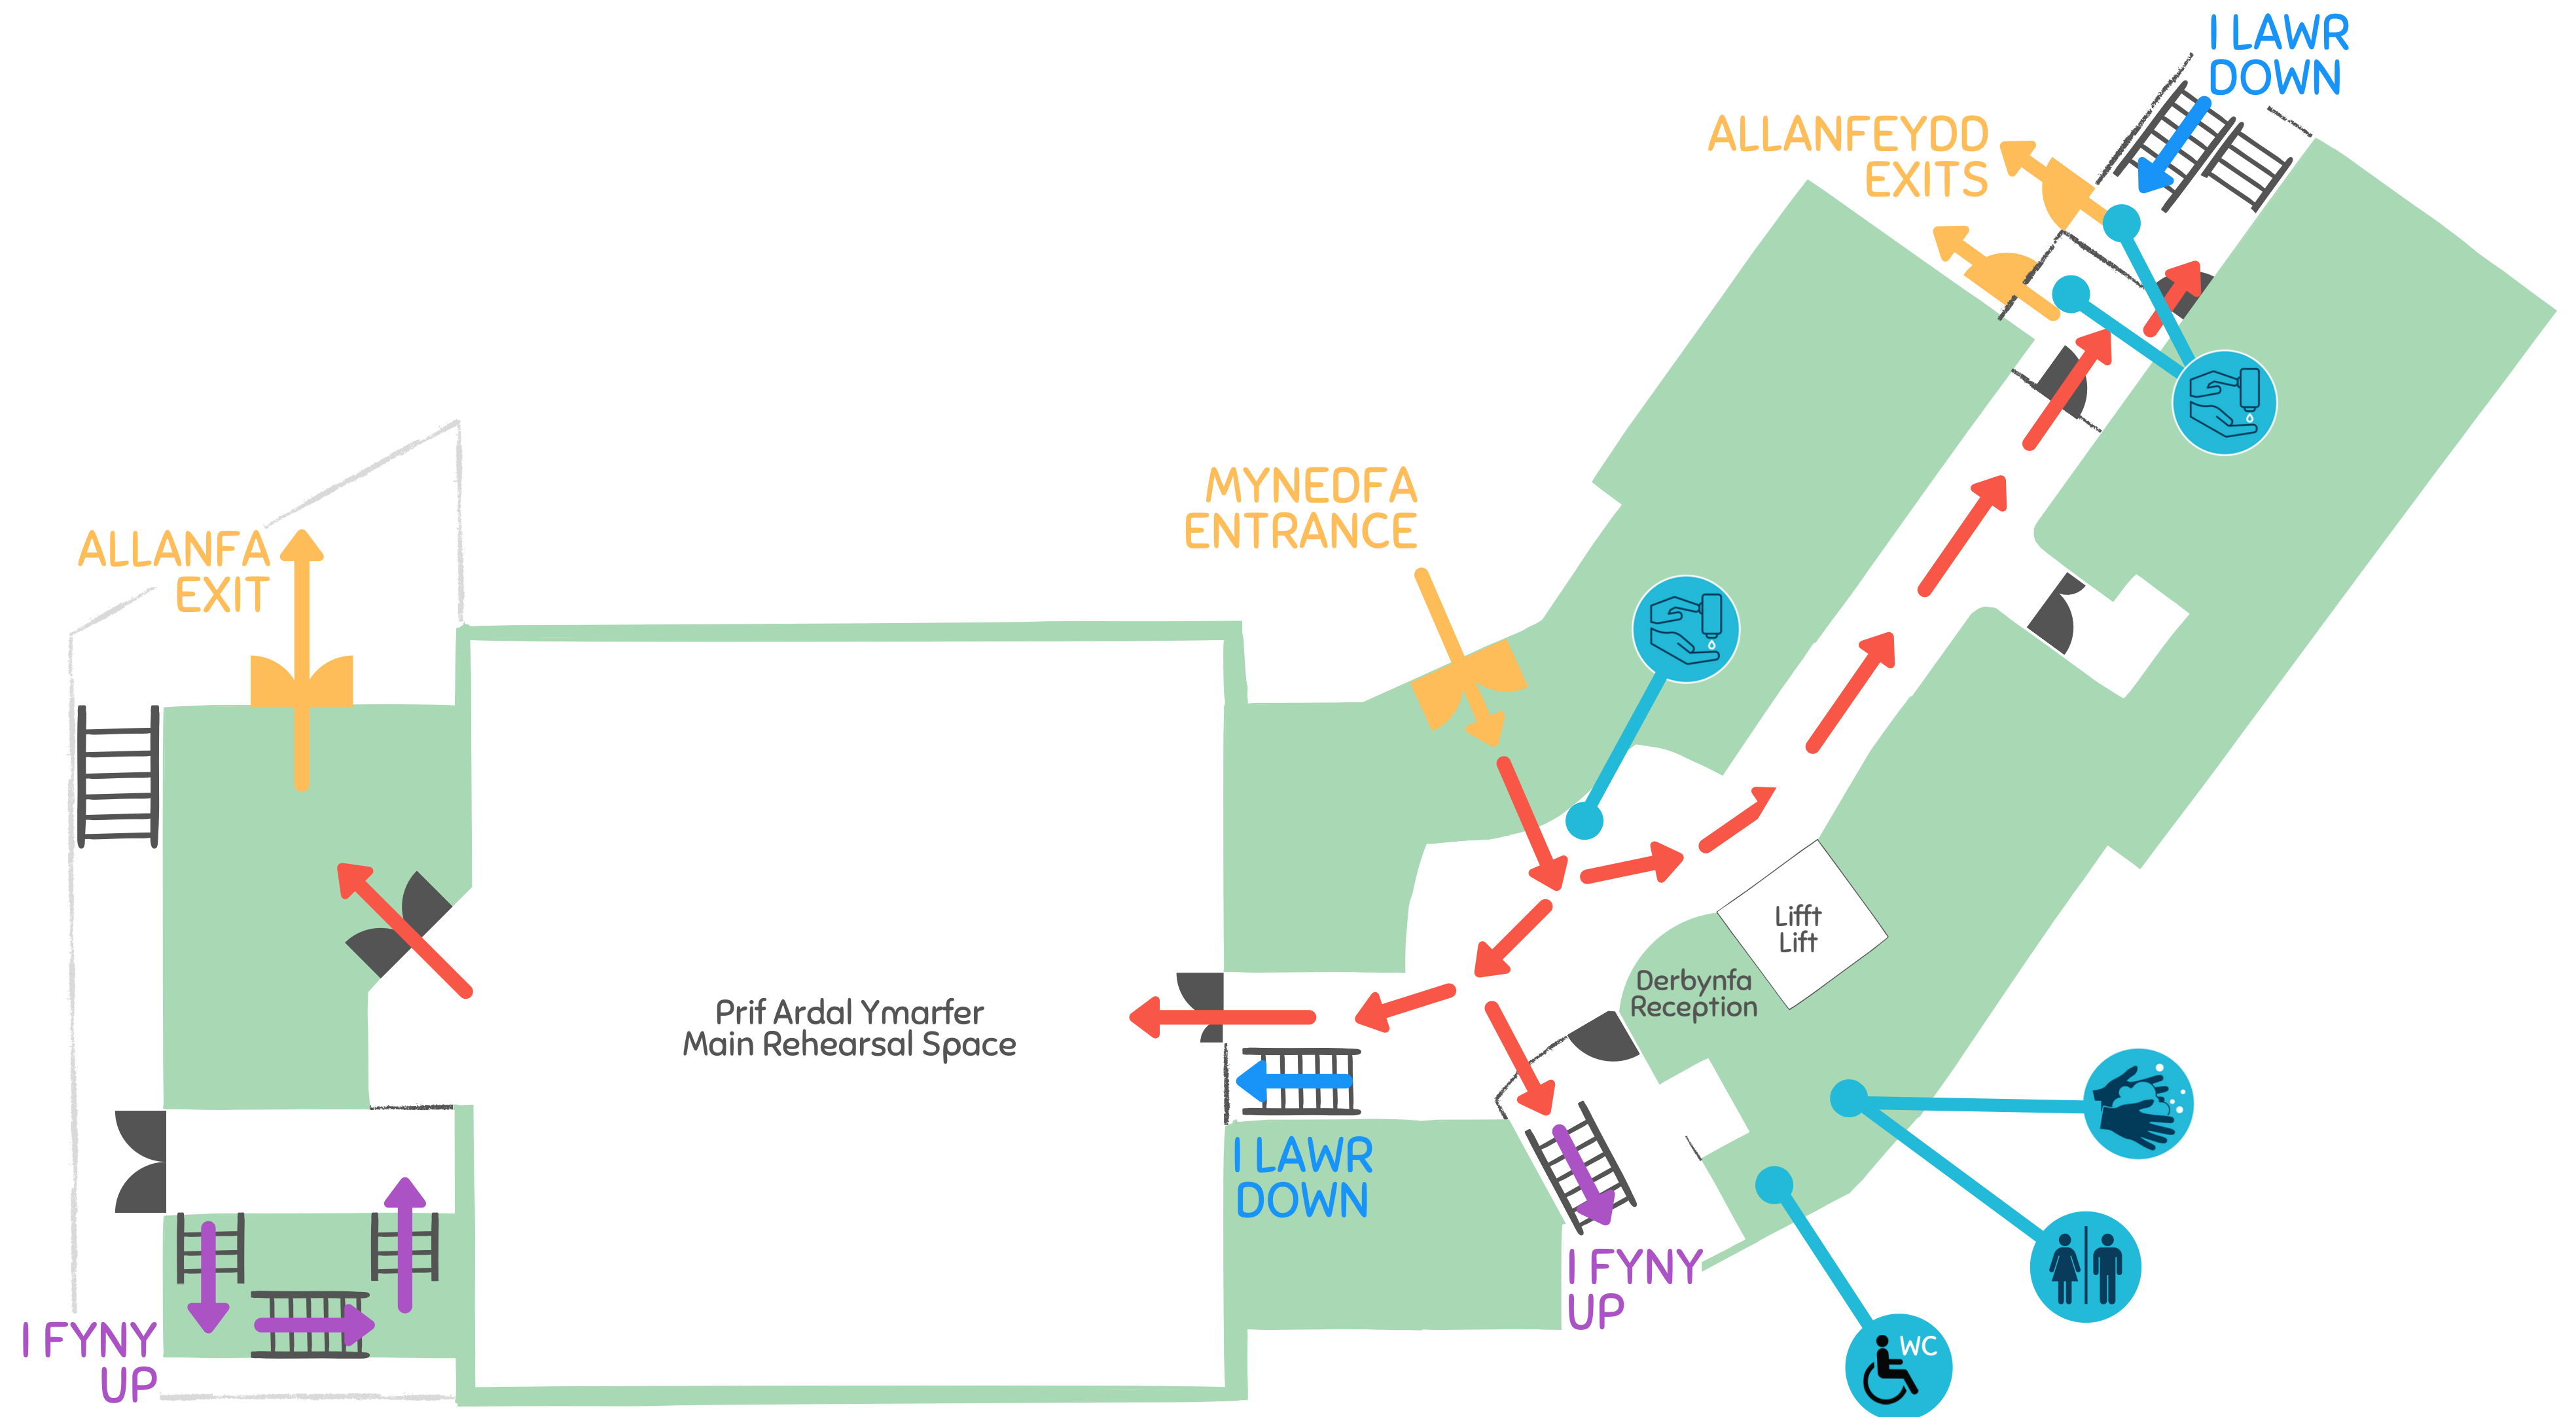 I LAWR
DOWN
ALLANFEYDD
EXITS
MYNEDFA
ENTRANCE
ALLANFA
EXIT
Lifft
Lift
Derbynfa
Reception
Prif Ardal Ymarfer
Main Rehearsal Space
I LAWR
DOWN
I FYNY
UP
I FYNY
UP
WC